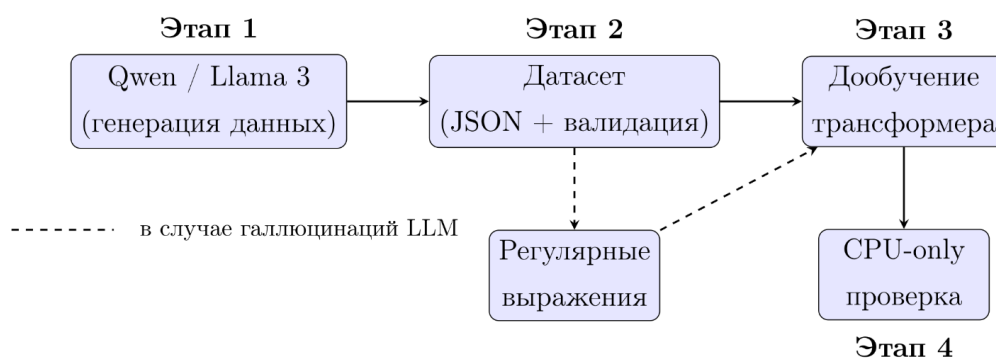 Этап 1
Этап 2
Этап 3
Qwen / Llama 3
(генерация данных)
Датасет
(JSON + валидация)
Дообучение
трансформера
в случае галлюцинаций LLM
Регулярные
выражения
CPU-only
проверка
Этап 4